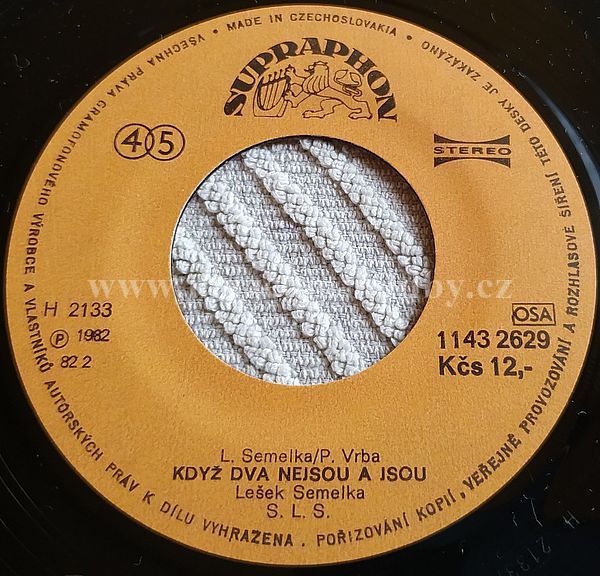 VŠECHNA PRÁVA GRAMOFONOVÉHO VÝROBCE A VLASTNÍKŮ AUTORSKÝCH PRÁV K DÍLU VYHRAZENA. POŘIZOVÁNÍ KOPIÍ, VEŘEJNÉ PROVOZOVÁNÍ A ROZHLASOVÉ ŠÍŘENÍ TÉTO DESKY JE ZAKÁZÁNO • MADE IN CZECHOSLOVAKIA •
SUPRAPHON
45
STEREO
H 2133
Ⓟ 1982
82 2
OSA
1143 2629
Kčs 12,-
L. Semelka/P. Vrba
KDYŽ DVA NEJSOU A JSOU
Lešek Semelka
S. L. S.